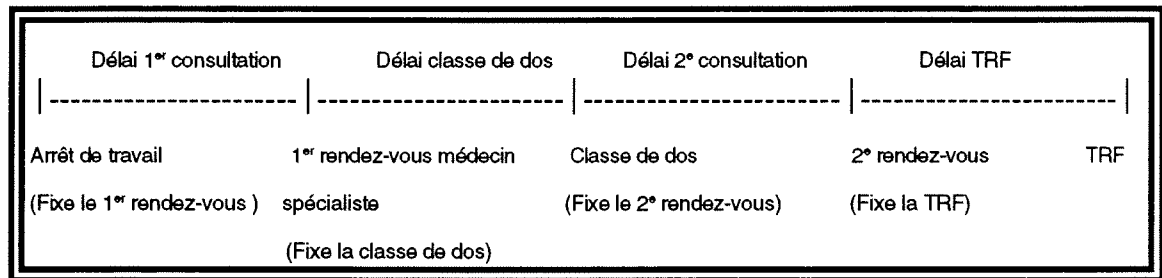 Délai 1er consultation Délai classe de dos Délai 2e consultation Délai TRF
|--------------------------|--------------------------|---------------------------|---------------------------|
Arrêt de travail 1er rendez-vous médecin Classe de dos 2e rendez-vous TRF
(Fixe le 1er rendez-vous ) spécialiste (Fixe le 2e rendez-vous) (Fixe la TRF)
(Fixe la classe de dos)